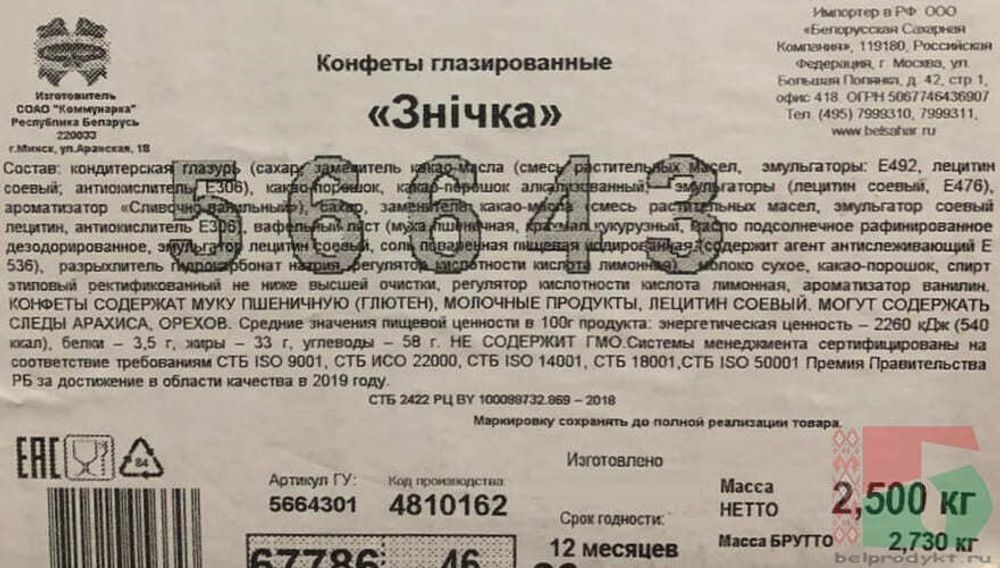 Изготовитель
СОАО "Коммунарка"
Республика Беларусь
220033
г.Минск, ул.Аранская, 18
Конфеты глазированные
«Знічка»
Импортер в РФ ООО
«Белорусская Сахарная
Компания», 119180, Российская
Федерация, г. Москва, ул.
Большая Полянка, д. 42, стр 1,
офис 418. ОГРН 5067746436907
Тел. (495) 7999310, 7999311,
www.belsahar.ru
Состав: кондитерская глазурь (сахар, заменитель какао-масла (смесь растительных масел, эмульгаторы: Е492, лецитин
соевый; антиокислитель Е306), какао-порошок, какао-порошок алкализованный, эмульгаторы (лецитин соевый, Е476),
ароматизатор «Сливочно-ванильный»), сахар, заменитель какао-масла (смесь растительных масел, эмульгатор соевый
лецитин, антиокислитель Е306), вафельный лист (мука пшеничная, крахмал кукурузный, масло подсолнечное рафинированное
дезодорированное, эмульгатор лецитин соевый, соль поваренная пищевая йодированная (содержит агент антислеживающий Е
536), разрыхлитель гидрокарбонат натрия, регулятор кислотности кислота лимонная), молоко сухое, какао-порошок, спирт
этиловый ректификованный не ниже высшей очистки, регулятор кислотности кислота лимонная, ароматизатор ванилин.
КОНФЕТЫ СОДЕРЖАТ МУКУ ПШЕНИЧНУЮ (ГЛЮТЕН), МОЛОЧНЫЕ ПРОДУКТЫ, ЛЕЦИТИН СОЕВЫЙ. МОГУТ СОДЕРЖАТЬ
СЛЕДЫ АРАХИСА, ОРЕХОВ. Средние значения пищевой ценности в 100г продукта: энергетическая ценность – 2260 кДж (540
ккал), белки – 3,5 г, жиры – 33 г, углеводы – 58 г. НЕ СОДЕРЖИТ ГМО.Системы менеджмента сертифицированы на
соответствие требованиям СТБ ISO 9001, СТБ ИСО 22000, СТБ ISO 14001, СТБ 18001,СТБ ISO 50001 Премия Правительства
РБ за достижение в области качества в 2019 году.
56643
СТБ 2422 РЦ BY 100098732.869 – 2018
Маркировку сохранять до полной реализации товара.
EAC
84
Артикул ГУ:
5664301
Код производства:
4810162
Изготовлено
Срок годности:
12 месяцев
Масса
НЕТТО
2,500 кг
Масса БРУТТО
2,730 кг
67786
46
belprodykt.ru